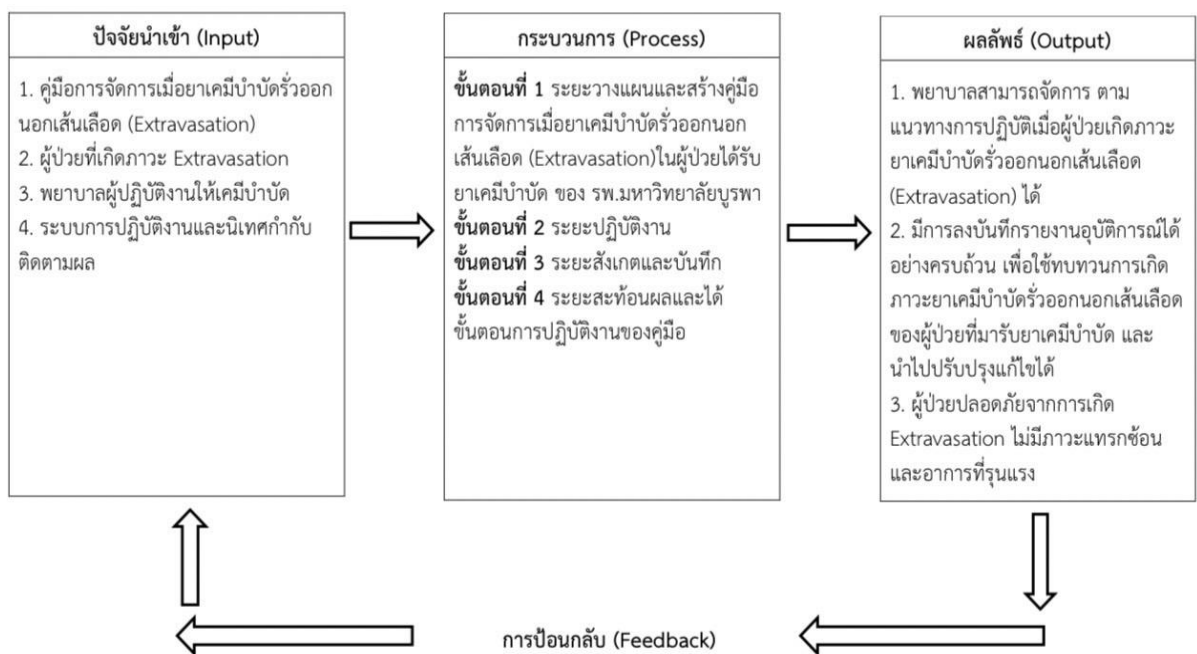 ปัจจัยนำเข้า (Input)
1. คู่มือการจัดการเมื่อยาเคมีบำบัดรั่วออก
นอกเส้นเลือด (Extravasation)
2. ผู้ป่วยที่เกิดภาวะ Extravasation
3. พยาบาลผู้ปฏิบัติงานให้เคมีบำบัด
4. ระบบการปฏิบัติงานและนิเทศกำกับ
ติดตามผล
กระบวนการ (Process)
ขั้นตอนที่ 1 ระยะวางแผนและสร้างคู่มือ
การจัดการเมื่อยาเคมีบำบัดรั่วออกนอก
เส้นเลือด (Extravasation)ในผู้ป่วยได้รับ
ยาเคมีบำบัด ของ รพ.มหาวิทยาลัยบูรพา
ขั้นตอนที่ 2 ระยะปฏิบัติงาน
ขั้นตอนที่ 3 ระยะสังเกตและบันทึก
ขั้นตอนที่ 4 ระยะสะท้อนผลและได้
ขั้นตอนการปฏิบัติงานของคู่มือ
ผลลัพธ์ (Output)
1. พยาบาลสามารถจัดการ ตาม
แนวทางการปฏิบัติเมื่อผู้ป่วยเกิดภาวะ
ยาเคมีบำบัดรั่วออกนอกเส้นเลือด
(Extravasation) ได้
2. มีการลงบันทึกรายงานอุบัติการณ์ได้
อย่างครบถ้วน เพื่อใช้ทบทวนการเกิด
ภาวะยาเคมีบำบัดรั่วออกนอกเส้นเลือด
ของผู้ป่วยที่มารับยาเคมีบำบัด และ
นำไปปรับปรุงแก้ไขได้
3. ผู้ป่วยปลอดภัยจากการเกิด
Extravasation ไม่มีภาวะแทรกซ้อน
และอาการที่รุนแรง
การป้อนกลับ (Feedback)